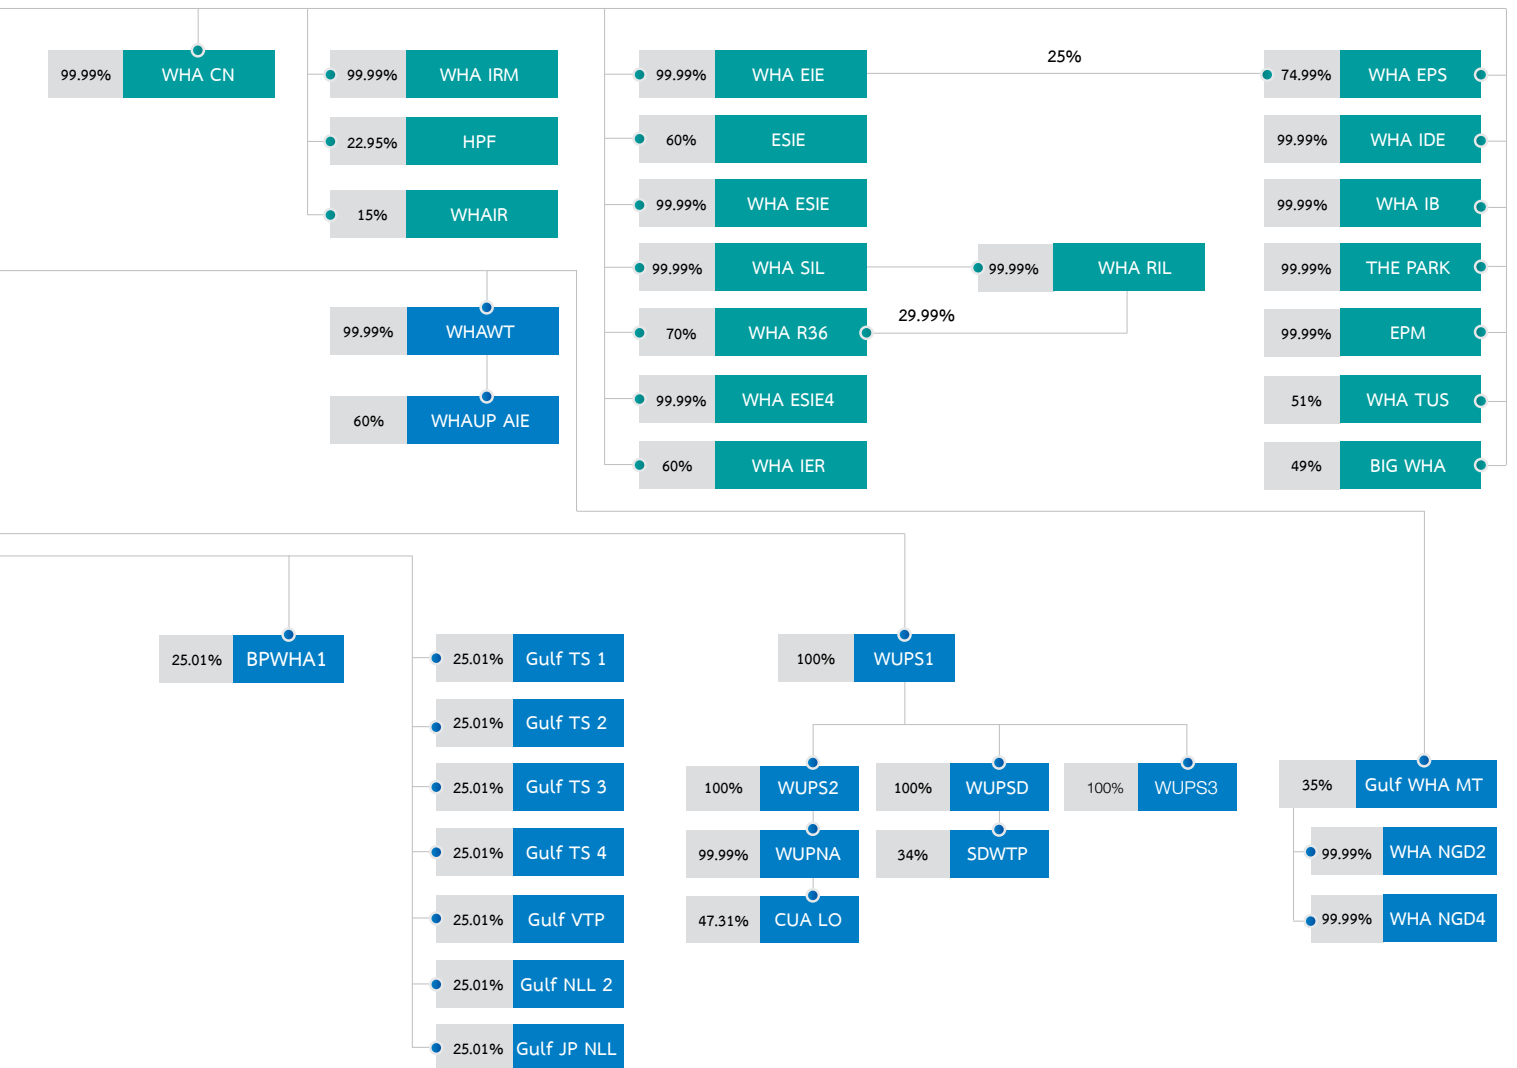 99.99% WHA CN
99.99% WHA IRM
22.95% HPF
15% WHAIR
99.99% WHA EIE
25%
74.99% WHA EPS
60% ESIE
99.99% WHA IDE
99.99% WHA ESIE
99.99% WHA IB
99.99% WHA SIL
99.99% WHA RIL
99.99% THE PARK
70% WHA R36
29.99%
99.99% EPM
99.99% WHA ESIE4
51% WHA TUS
60% WHA IER
49% BIG WHA
99.99% WHAWT
60% WHAUP AIE
25.01% BPWHA1
25.01% Gulf TS 1
25.01% Gulf TS 2
25.01% Gulf TS 3
25.01% Gulf TS 4
25.01% Gulf VTP
25.01% Gulf NLL 2
25.01% Gulf JP NLL
100% WUPS1
100% WUPS2
100% WUPSD
100% WUPS3
99.99% WUPNA
34% SDWTP
47.31% CUA LO
35% Gulf WHA MT
99.99% WHA NGD2
99.99% WHA NGD4